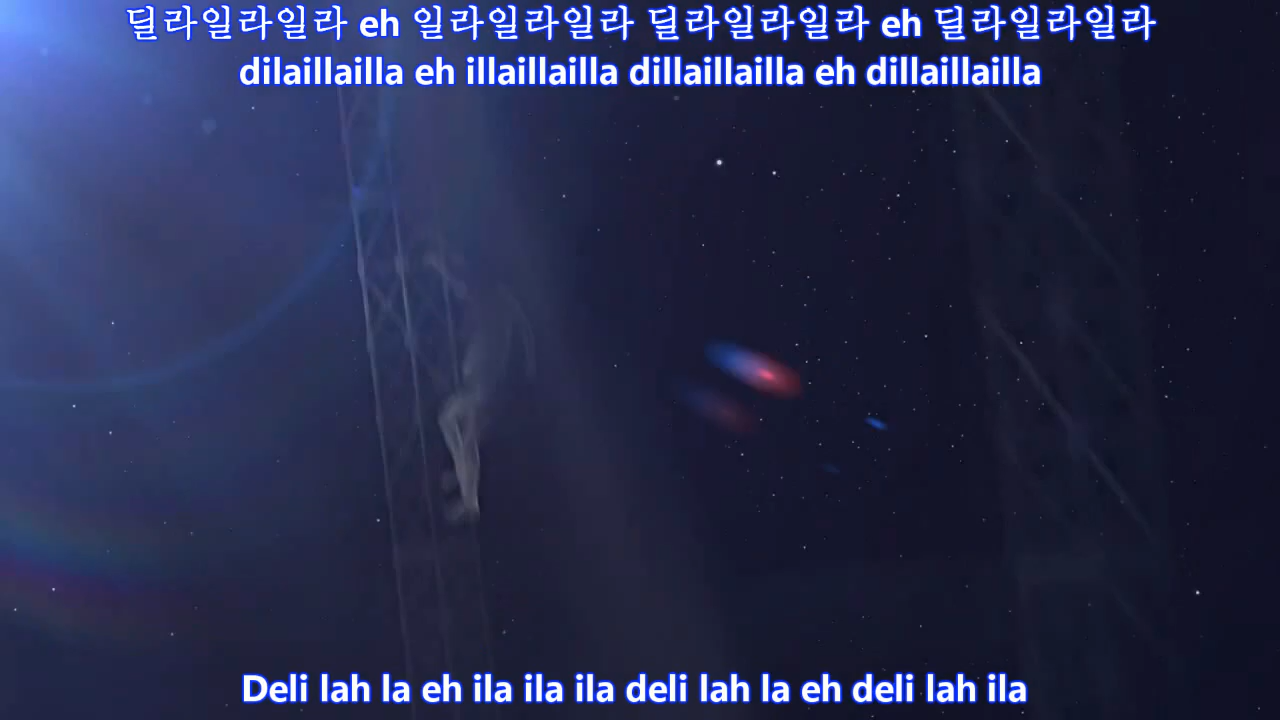 딜라일라일라 eh 일라일라일라 딜라일라일라 eh 딜라일라일라
dilaillailla eh illaillailla dillaillailla eh dillaillailla
Deli lah la eh ila ila ila deli lah la eh deli lah ila